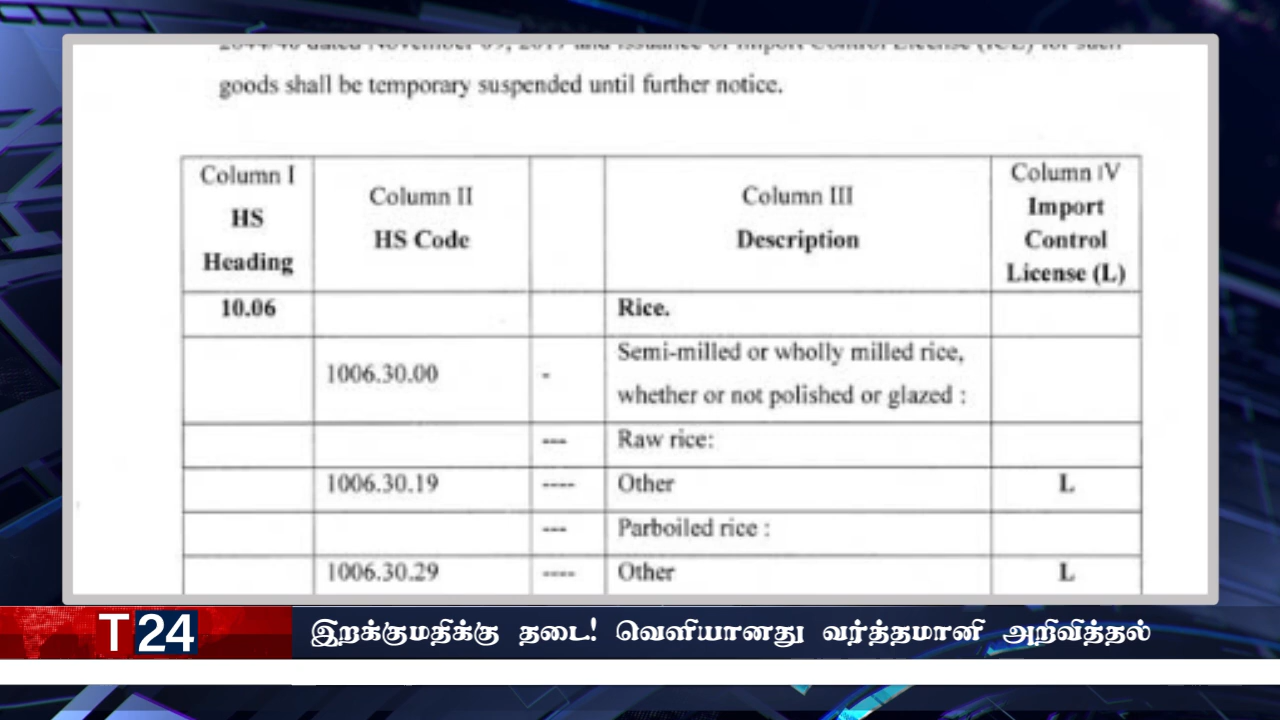 goods shall be temporary suspended until further notice.
Column I
HS
Heading
Column II
HS Code
Column III
Description
Column IV
Import
Control
License (L)
10.06 Rice.
1006.30.00 - Semi-milled or wholly milled rice,
whether or not polished or glazed :
--- Raw rice:
1006.30.19 ---- Other L
--- Parboiled rice :
1006.30.29 ---- Other L
T24
இறக்குமதிக்கு தடை! வெளியானது வர்த்தமானி அறிவித்தல்